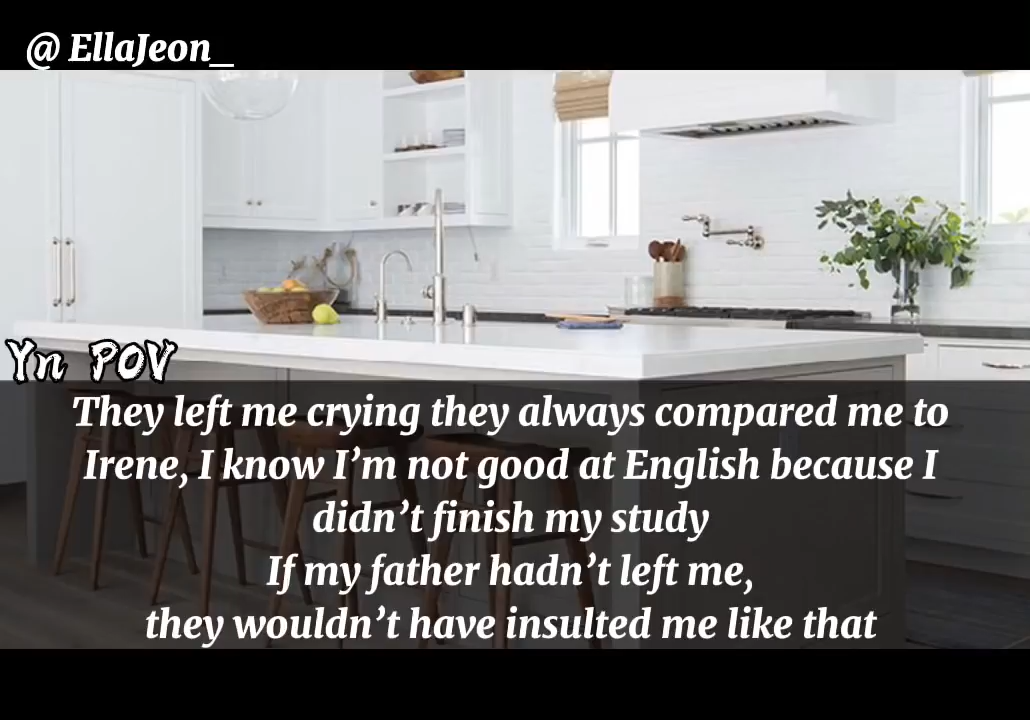 @ EllaJeon_
Yn POV
They left me crying they always compared me to
Irene, I know I'm not good at English because I
didn't finish my study
If my father hadn't left me,
they wouldn't have insulted me like that